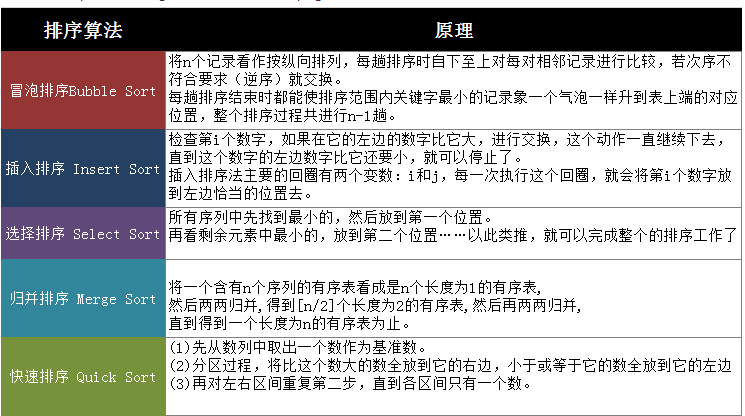 排序算法
原理
冒泡排序Bubble Sort
将n个记录看作按纵向排列，每趟排序时自下至上对每对相邻记录进行比较，若次序不
符合要求（逆序）就交换。
每趟排序结束时都能使排序范围内关键字最小的记录象一个气泡一样升到表上端的对应
位置，整个排序过程共进行n-1趟。
插入排序 Insert Sort
检查第i个数字，如果在它的左边的数字比它大，进行交换，这个动作一直继续下去，
直到这个数字的左边数字比它还要小，就可以停止了。
插入排序法主要的回圈有两个变数：i和j，每一次执行这个回圈，就会将第i个数字放
到左边恰当的位置去。
选择排序 Select Sort
所有序列中先找到最小的，然后放到第一个位置。
再看剩余元素中最小的，放到第二个位置……以此类推，就可以完成整个的排序工作了
归并排序 Merge Sort
将一个含有n个序列的有序表看成是n个长度为1的有序表,
然后两两归并,得到[n/2]个长度为2的有序表,然后再两两归并,
直到得到一个长度为n的有序表为止。
快速排序 Quick Sort
(1)先从数列中取出一个数作为基准数。
(2)分区过程，将比这个数大的数全放到它的右边，小于或等于它的数全放到它的左边
(3)再对左右区间重复第二步，直到各区间只有一个数。